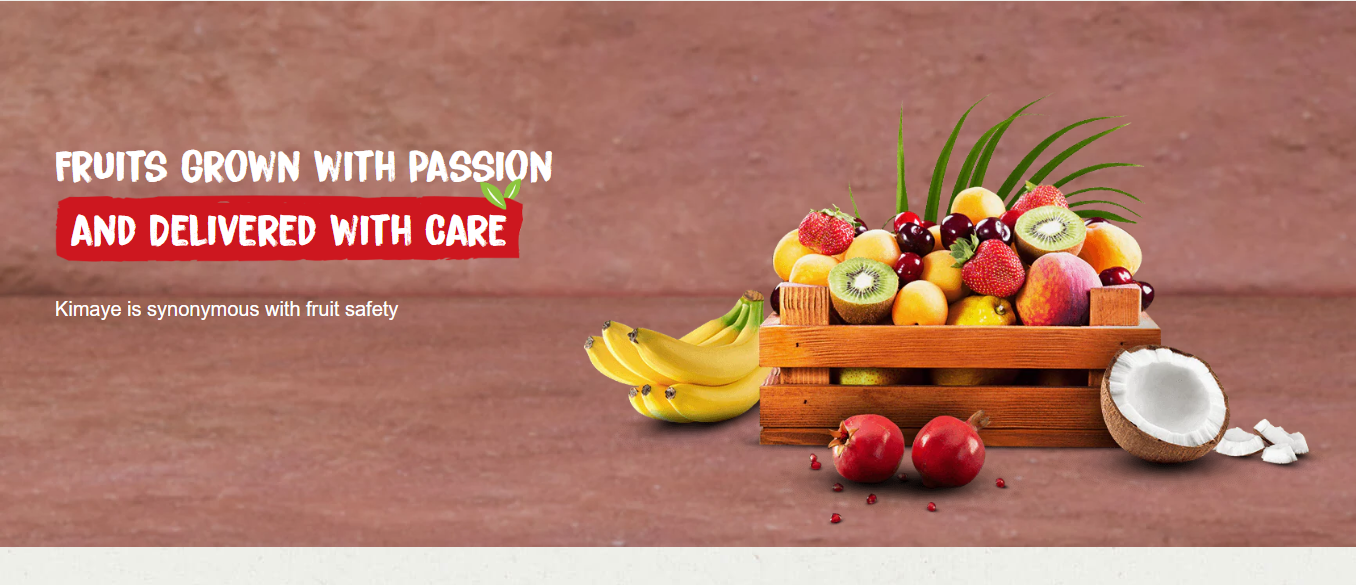 FRUITS GROWN WITH PASSION
AND DELIVERED WITH CARE
Kimaye is synonymous with fruit safety